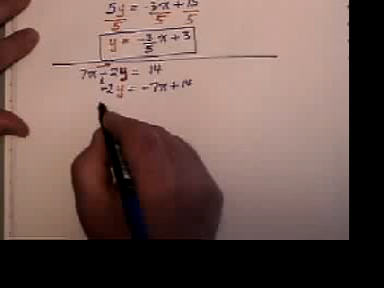 5y = -3x + 15
5 5 5
y = -3/5 x + 3
7x - 2y = 14
-2y = -7x + 14